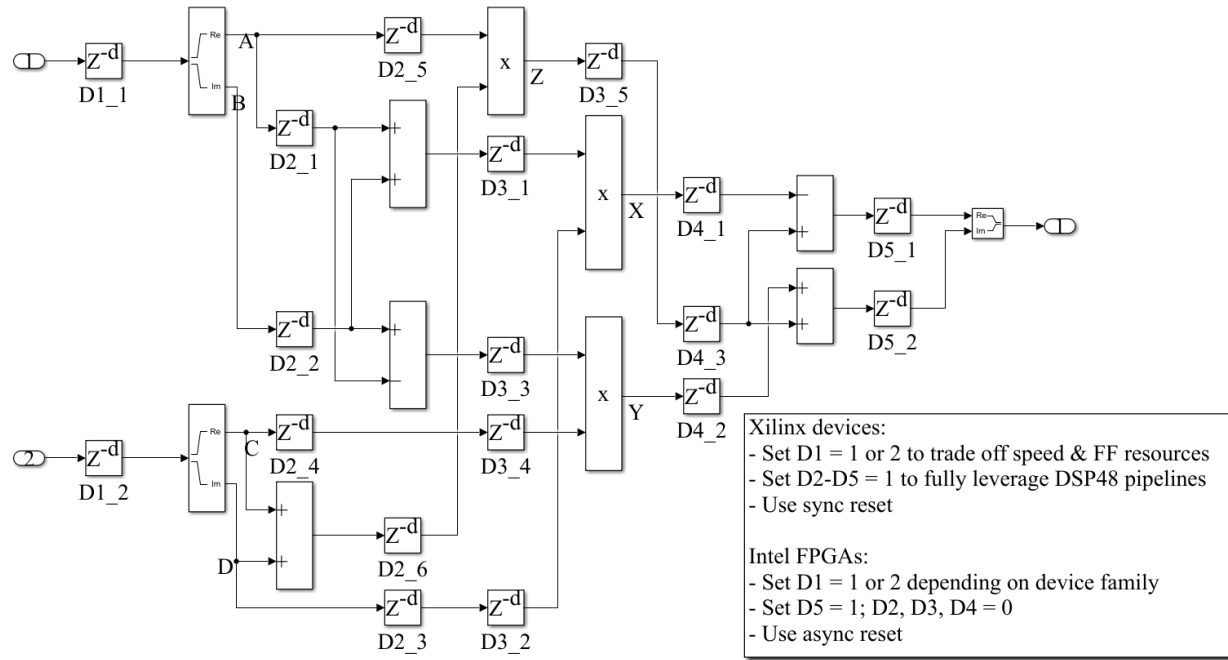 1
Z-d
D1_1
Re
Im
A
B
Z-d
D2_5
x
Z
Z-d
D3_5
Z-d
D2_1
+
+
Z-d
D3_1
x
X
Z-d
D4_1
−
+
Z-d
D5_1
Re
Im
1
Z-d
D2_2
+
−
Z-d
D3_3
x
Y
Z-d
D4_3
+
+
Z-d
D5_2
Z-d
D4_2
2
Z-d
D1_2
Re
Im
C
D
Z-d
D2_4
Z-d
D3_4
+
+
Z-d
D2_6
Z-d
D2_3
Z-d
D3_2
Xilinx devices:
- Set D1 = 1 or 2 to trade off speed & FF resources
- Set D2-D5 = 1 to fully leverage DSP48 pipelines
- Use sync reset
Intel FPGAs:
- Set D1 = 1 or 2 depending on device family
- Set D5 = 1; D2, D3, D4 = 0
- Use async reset